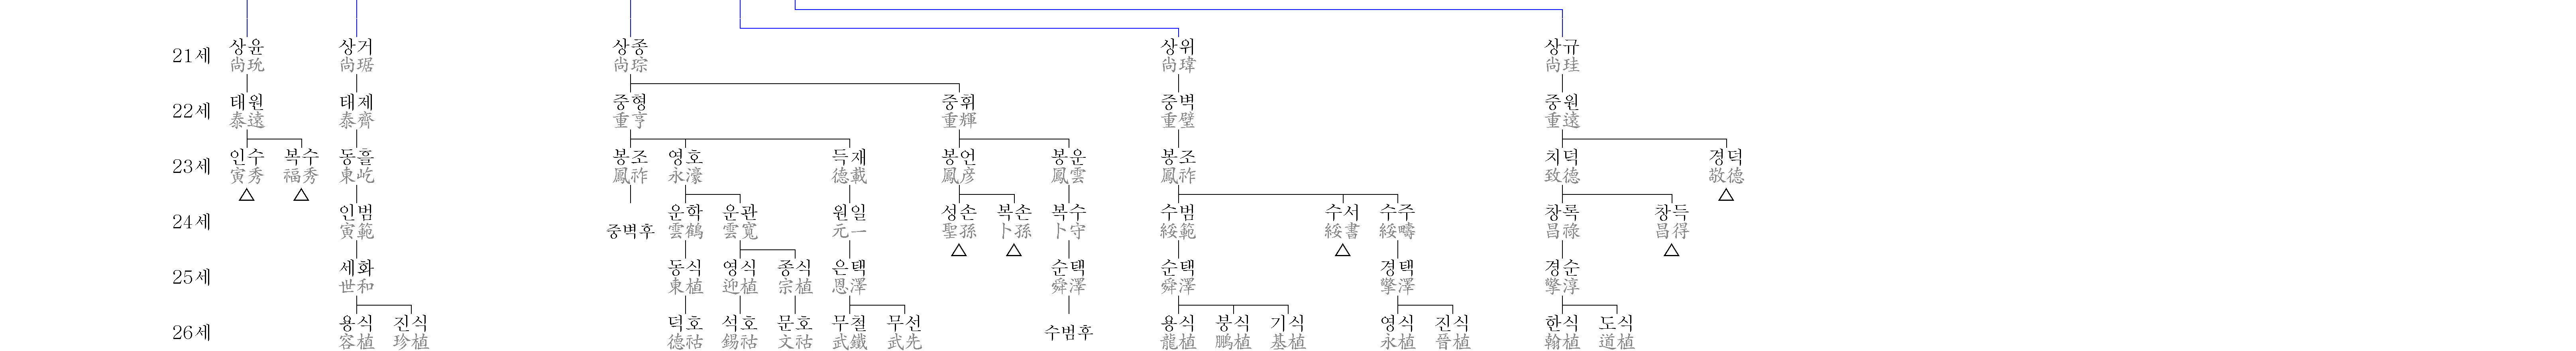 21세 상윤 상거 상종 상위 상규
尚玧 尚琚 尚琮 尚瑋 尚珪
22세 태원 태제 중형 중휘 중벽 중원
泰遠 泰齊 重亨 重輝 重璧 重遠
23세 인수 복수 동흘 봉조 영호 득재 봉언 봉운 봉조 치덕 경덕
寅秀 福秀 東屹 鳳祚 永濠 德載 鳳彦 鳳雲 鳳祚 致德 敬德
24세 인범 중벽후 운학 운관 원일 성손 복손 복수 수범 수서 수주 창록 창득
寅範 雲鶴 雲寬 元一 聖孫 卜孫 卜守 綏範 綏書 綏疇 昌祿 昌得
25세 세화 동식 영식 종식 은택 순택 순택 경택 경순
世和 東植 迎植 宗植 恩澤 舜澤 舜澤 擎澤 擎淳
26세 용식 진식 덕호 석호 문호 무철 무선 수범후 용식 붕식 기식 영식 진식 한식 도식
容植 珍植 德祜 錫祜 文祜 武鐵 武先 龍植 鵬植 基植 永植 晉植 翰植 道植